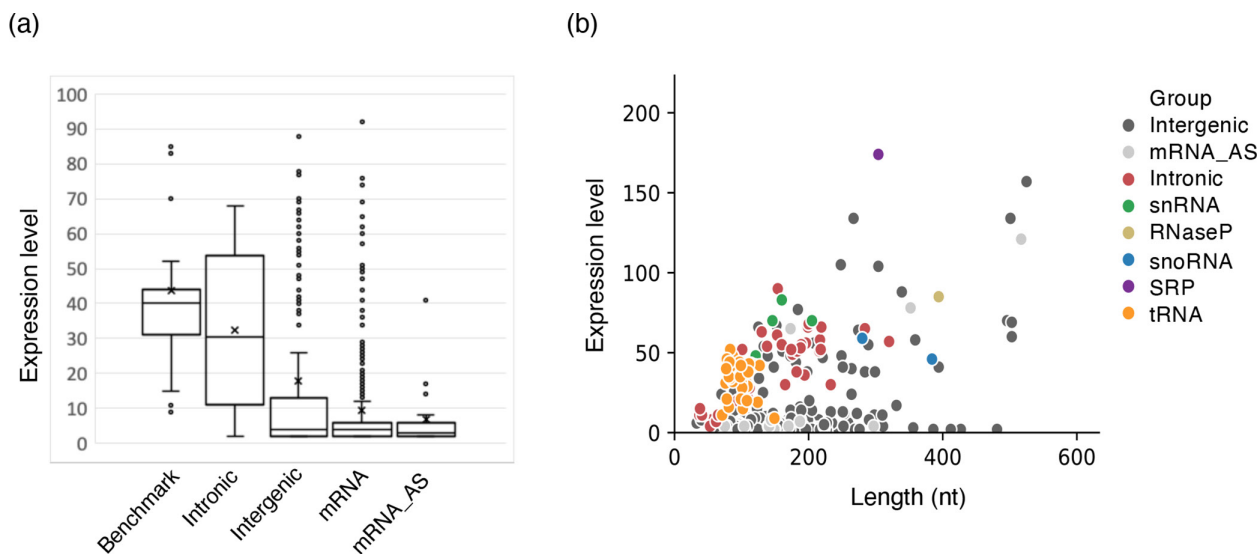 (a)
Expression level
100
90
80
70
60
50
40
30
20
10
0
Benchmark
Intronic
Intergenic
mRNA
mRNA_AS
(b)
Expression level
200
150
100
50
0
0
200
400
600
Length (nt)
Group
Intergenic
mRNA_AS
Intronic
snRNA
RNaseP
snoRNA
SRP
tRNA